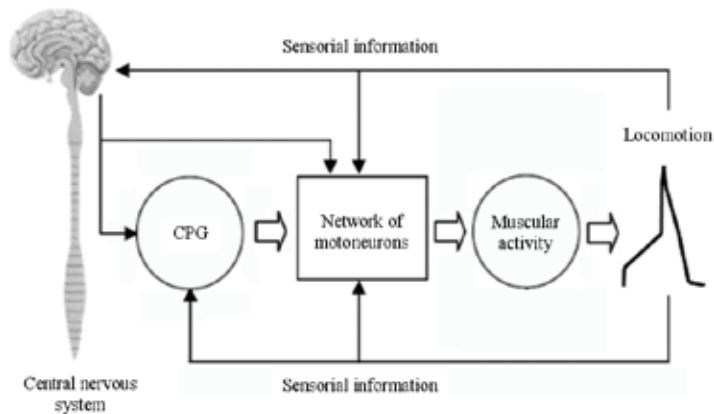 Sensorial information
Locomotion
CPG
Network of
motoneurons
Muscular
activity
Central nervous
system
Sensorial information